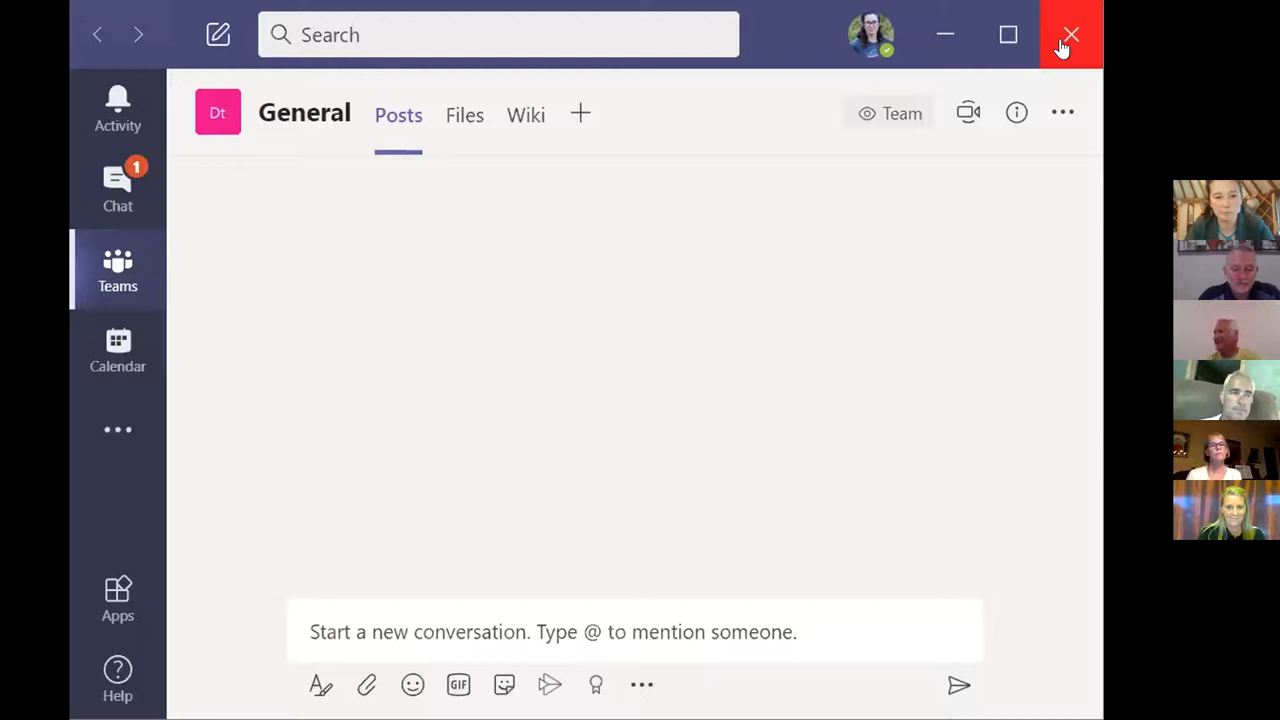 Search
Activity
1
Chat
Teams
Calendar
Apps
Help
Dt
General
Posts
Files
Wiki
Team
Start a new conversation. Type @ to mention someone.
GIF